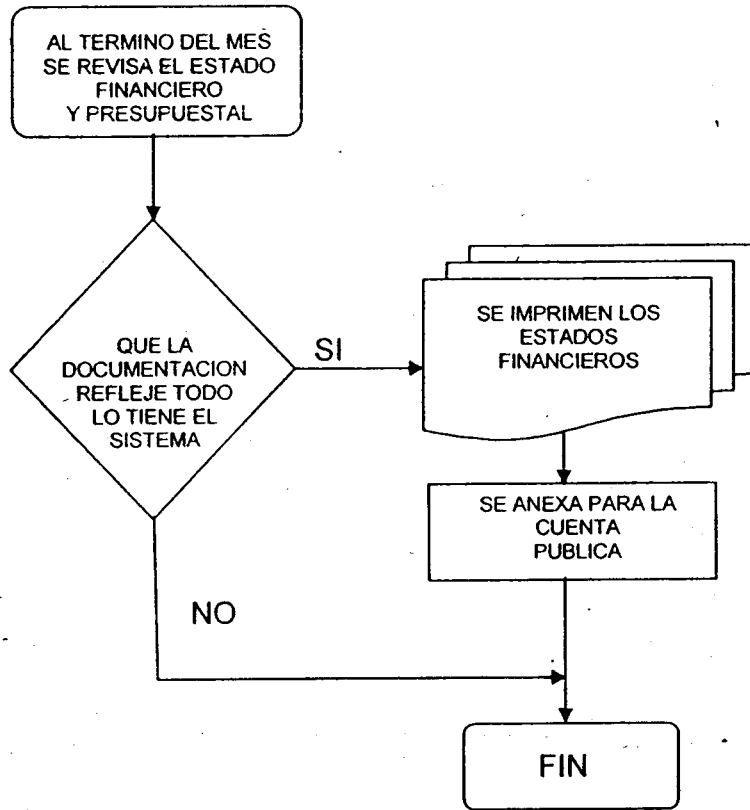 AL TERMINO DEL MES
SE REVISA EL ESTADO
FINANCIERO
Y PRESUPUESTAL
QUE LA
DOCUMENTACION
REFLEJE TODO
LO TIENE EL
SISTEMA
SI
SE IMPRIMEN LOS
ESTADOS
FINANCIEROS
SE ANEXA PARA LA
CUENTA
PUBLICA
NO
FIN